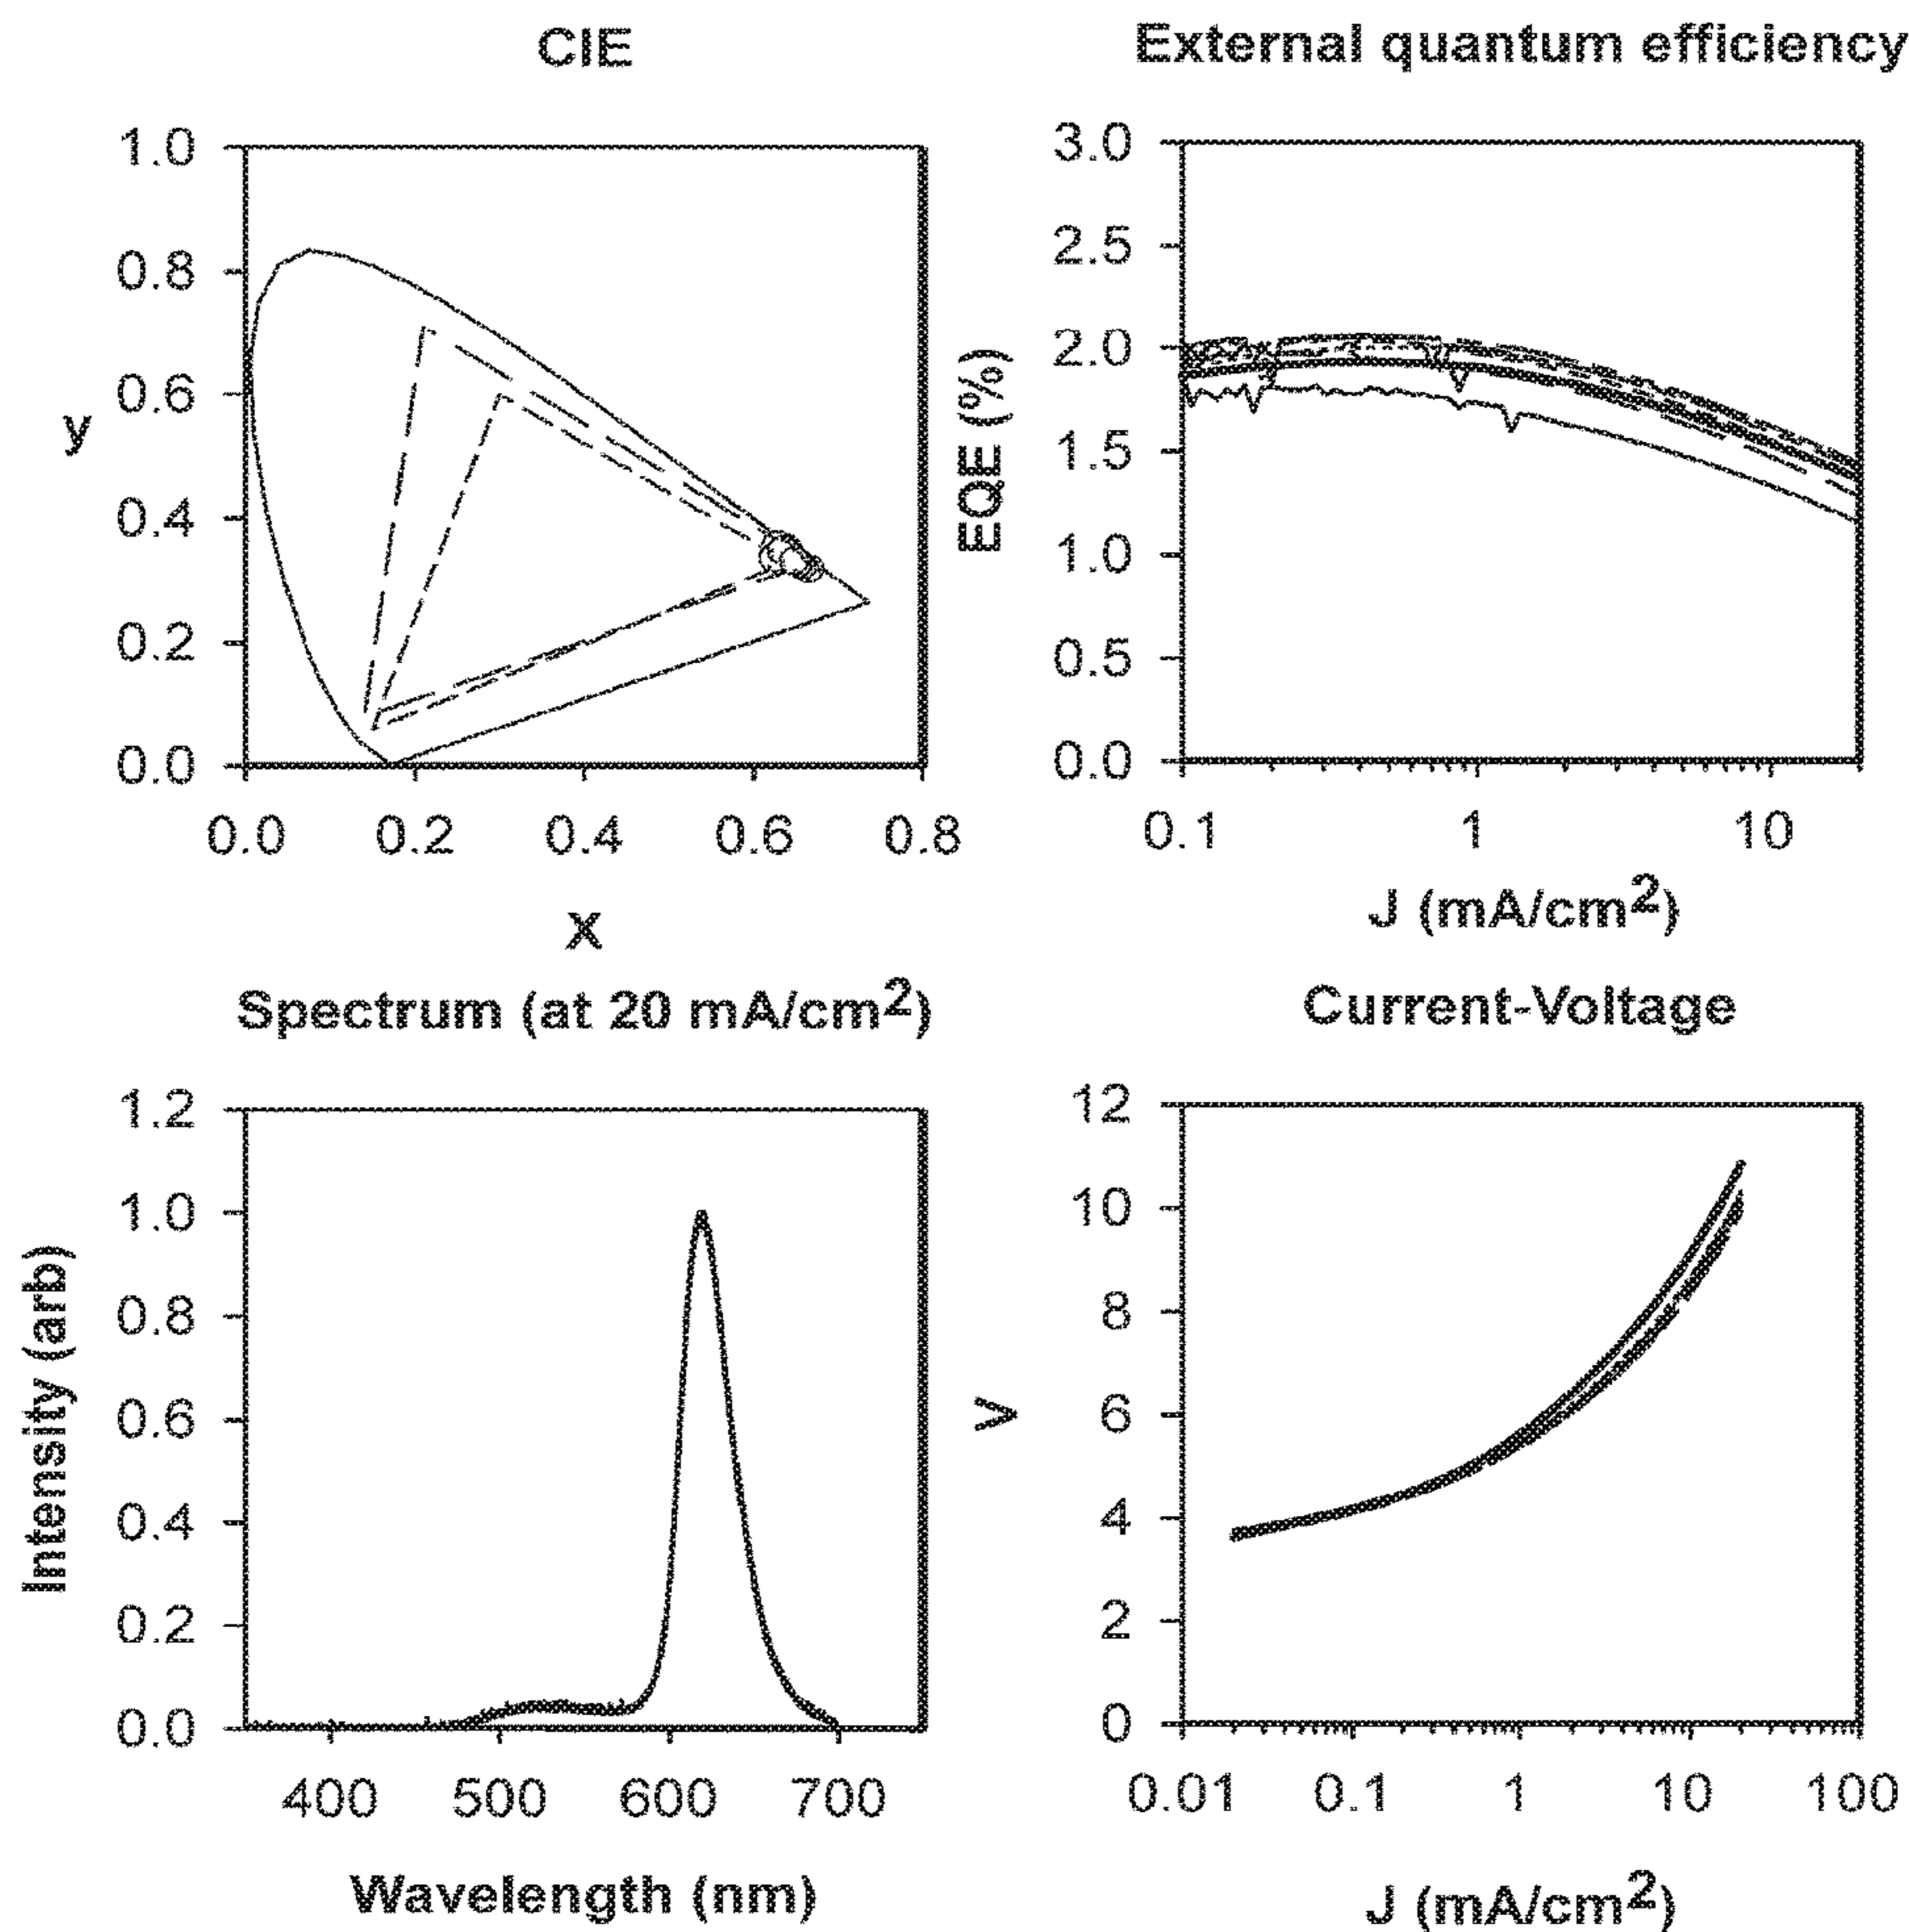 CIE
1.0
0.8
0.6
0.4
0.2
0.0
y
0.0 0.2 0.4 0.6 0.8
X
External quantum efficiency
3.0
2.5
2.0
1.5
1.0
0.5
0.0
EQE (%)
0.1 1 10
J (mA/cm²)
Spectrum (at 20 mA/cm²)
1.2
1.0
0.8
0.6
0.4
0.2
0.0
Intensity (arb)
400 500 600 700
Wavelength (nm)
Current-Voltage
12
10
8
6
4
2
0
V
0.01 0.1 1 10 100
J (mA/cm²)